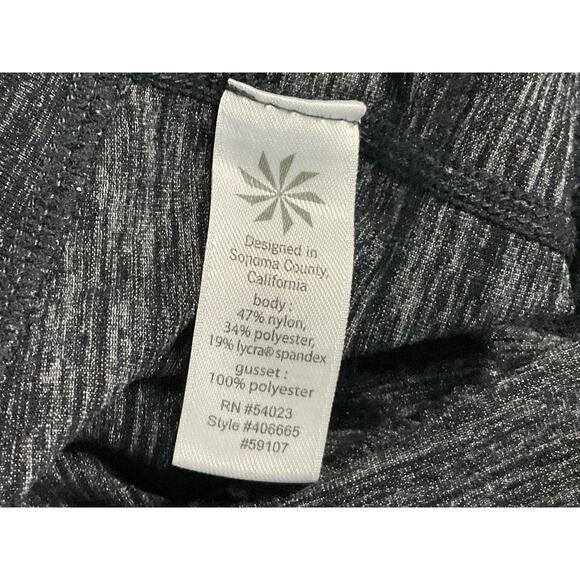 Designed in
Sonoma County,
California
body :
47% nylon,
34% polyester,
19% lycra® spandex
gusset :
100% polyester
RN #54023
Style #406665
#59107